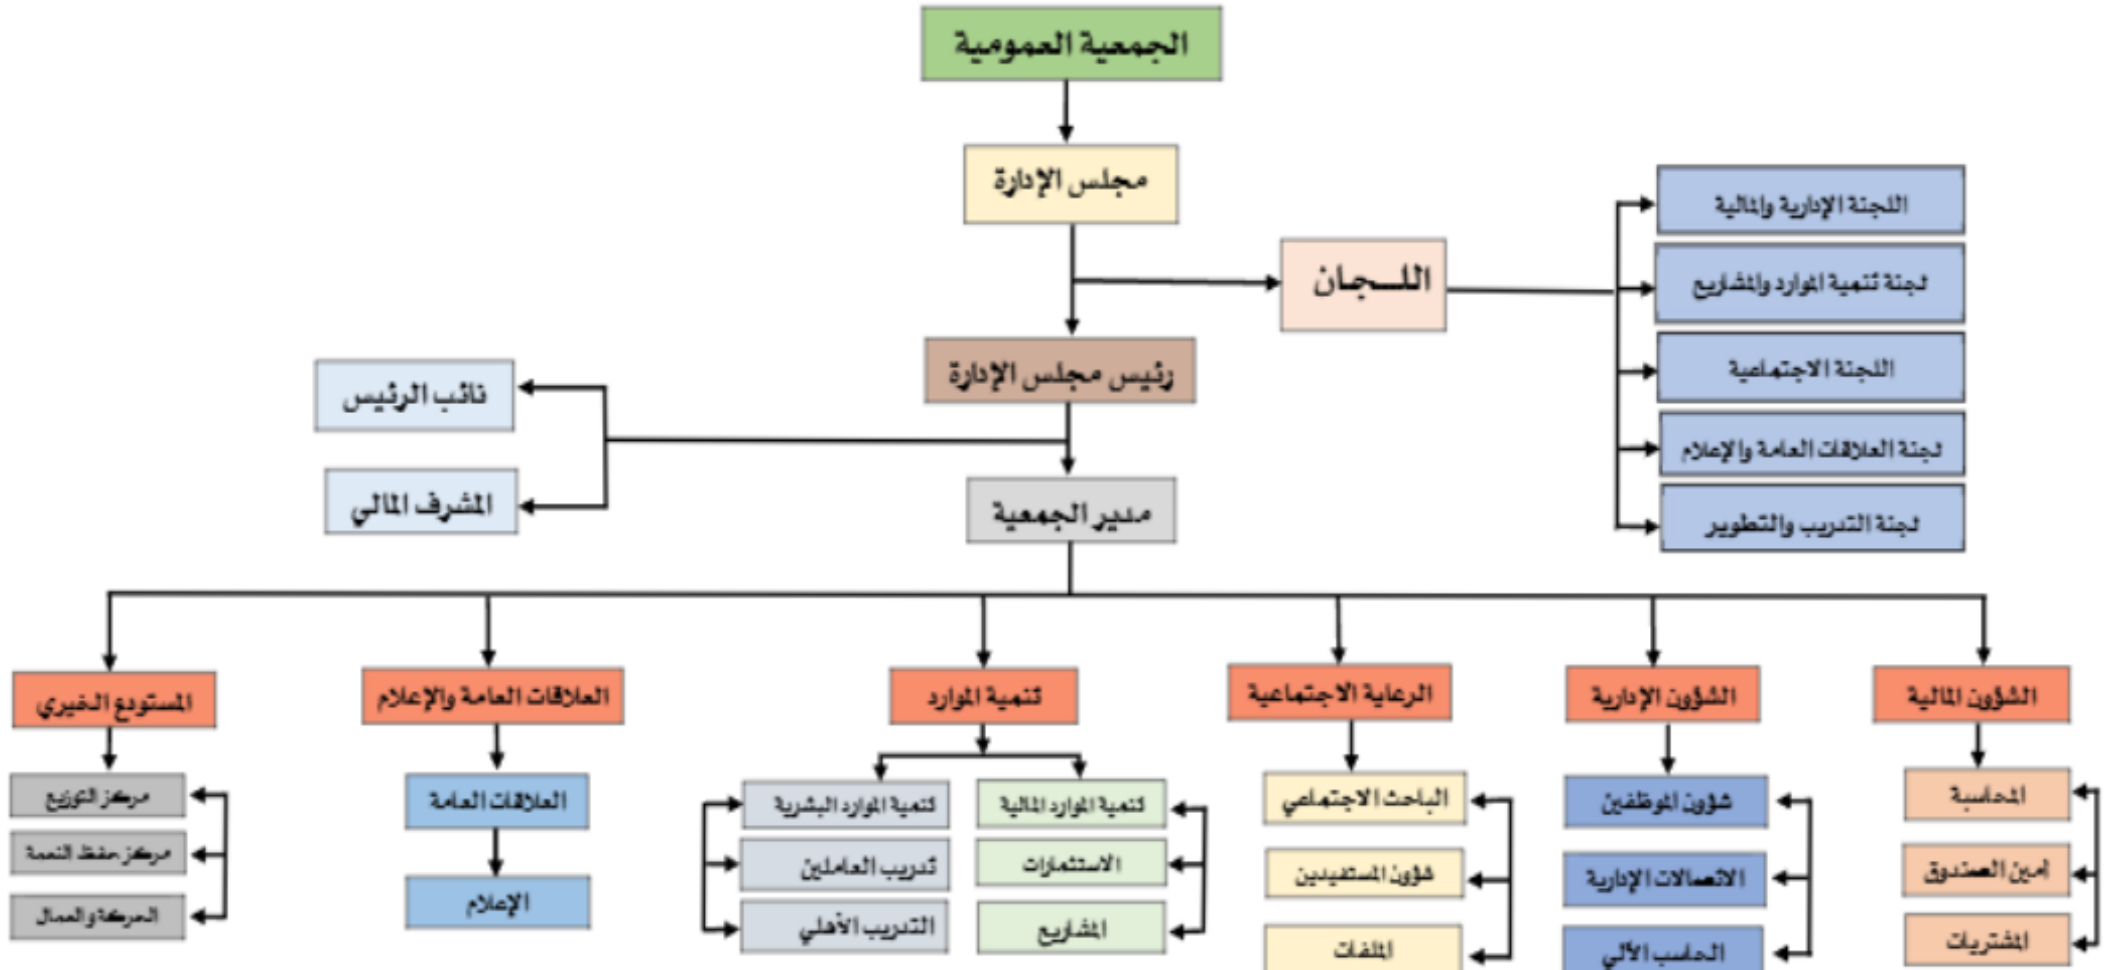 الجمعية العمومية
مجلس الإدارة
اللـــجان
اللجنة الإدارية والمالية
لجنة تنمية الموارد والمشاريع
اللجنة الاجتماعية
لجنة العلاقات العامة والإعلام
لجنة التدريب والتطوير
رئيس مجلس الإدارة
نائب الرئيس
المشرف المالي
مدير الجمعية
الشؤون المالية
الشؤون الإدارية
الرعاية الاجتماعية
تنمية الموارد
العلاقات العامة والإعلام
المستودع الخيري
المحاسبة
أمين الصندوق
المشتريات
شؤون الموظفين
الاتصالات الإدارية
الحاسب الألي
الباحث الاجتماعي
شؤون المستفيدين
الملفات
تنمية الموارد المالية
الاستثمارات
المشاريع
تنمية الموارد البشرية
تدريب العاملين
التدريب الأهلي
العلاقات العامة
الإعلام
مركز التوزيع
مركز حفظ النعمة
الحركة والعمال